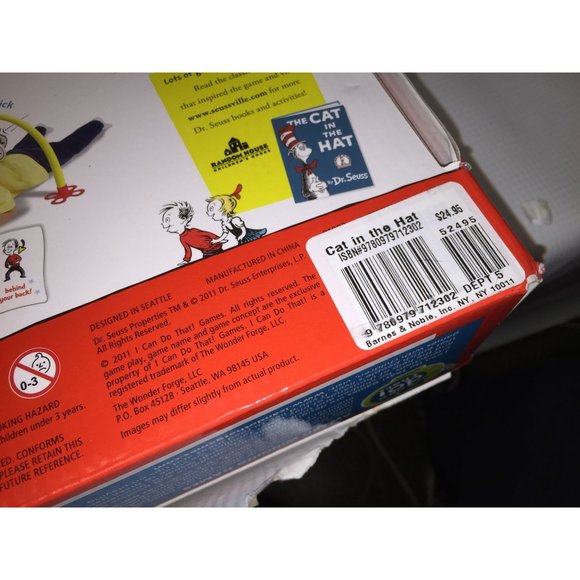 Lots of
Read the classic
that inspired the game and
www.seussville.com for more
Dr. Seuss books and activities!
RANDOM HOUSE
CHILDREN'S BOOKS
THE CAT
IN THE
HAT
by Dr. Seuss
behind
your back!
DESIGNED IN SEATTLE
MANUFACTURED IN CHINA
Dr. Seuss Properties TM & © 2011 Dr. Seuss Enterprises, L.P.
All Rights Reserved.
© 2011 I Can Do That! Games. All rights reserved. The
game play, game name and game concept are the exclusive
property of I Can Do That! Games. I Can Do That! is a
registered trademark of The Wonder Forge, LLC.
The Wonder Forge, LLC
P.O. Box 45128 · Seattle, WA 98145 USA
Images may differ slightly from actual product.
0-3
OKING HAZARD
children under 3 years.
ED. CONFORMS
PLEASE RETAIN THIS
FUTURE REFERENCE.
Cat in the Hat
$24.95
ISBN#9780979712302
52495
9 780979 712302
DEPT 5
Barnes & Noble, Inc, NY, NY 10011